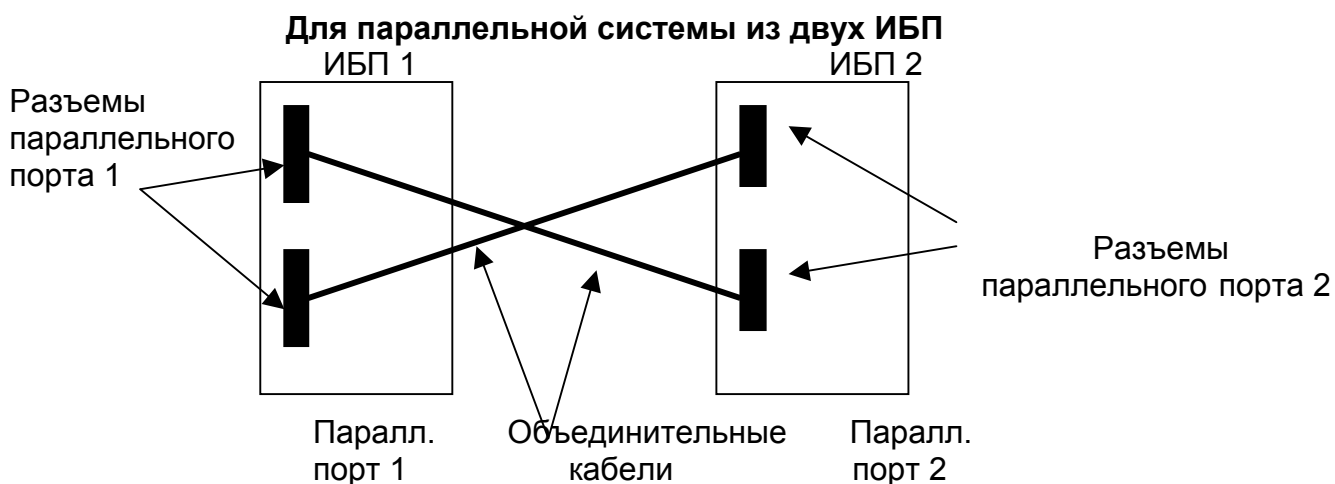 Для параллельной системы из двух ИБП
ИБП 1
ИБП 2
Разъемы
параллельного
порта 1
Разъемы
параллельного порта 2
Паралл.
порт 1
Объединительные
кабели
Паралл.
порт 2